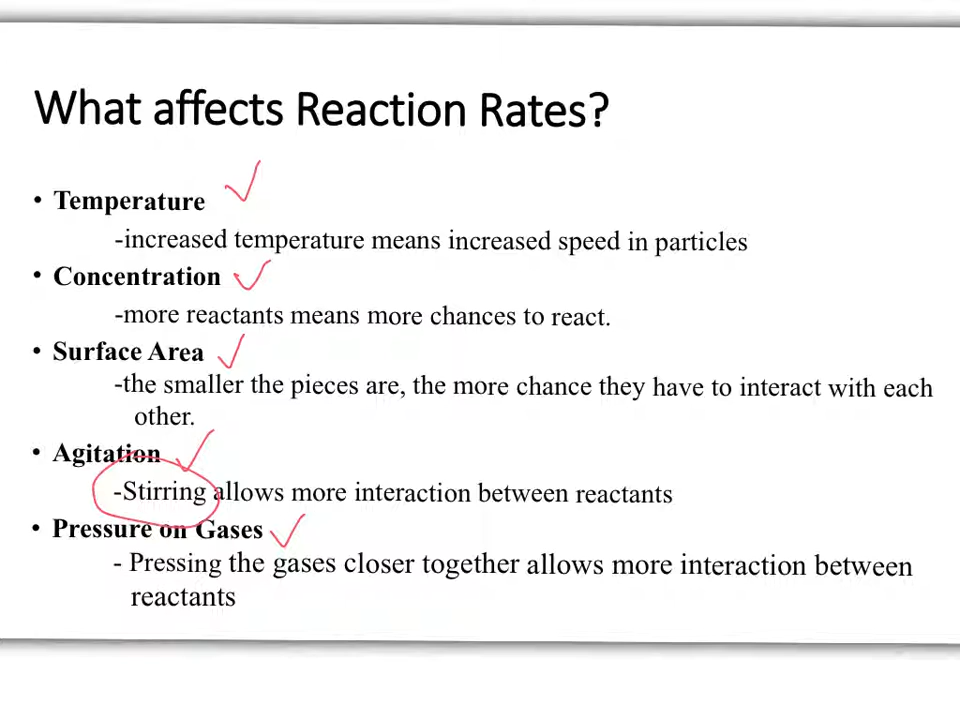 What affects Reaction Rates?
• Temperature
-increased temperature means increased speed in particles
• Concentration
-more reactants means more chances to react.
• Surface Area
-the smaller the pieces are, the more chance they have to interact with each
other.
• Agitation
-Stirring allows more interaction between reactants
• Pressure on Gases
- Pressing the gases closer together allows more interaction between
reactants